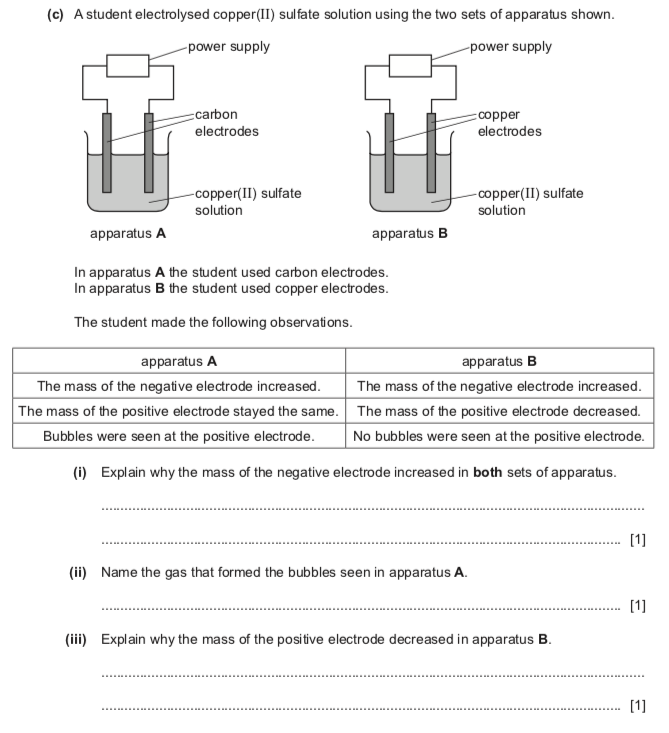 (c) A student electrolysed copper(II) sulfate solution using the two sets of apparatus shown.
power supply
power supply
carbon
electrodes
copper
electrodes
copper(II) sulfate
solution
copper(II) sulfate
solution
apparatus A
apparatus B
In apparatus A the student used carbon electrodes.
In apparatus B the student used copper electrodes.
The student made the following observations.
apparatus A apparatus B
The mass of the negative electrode increased. The mass of the negative electrode increased.
The mass of the positive electrode stayed the same. The mass of the positive electrode decreased.
Bubbles were seen at the positive electrode. No bubbles were seen at the positive electrode.
(i) Explain why the mass of the negative electrode increased in both sets of apparatus.
[1]
(ii) Name the gas that formed the bubbles seen in apparatus A.
[1]
(iii) Explain why the mass of the positive electrode decreased in apparatus B.
[1]